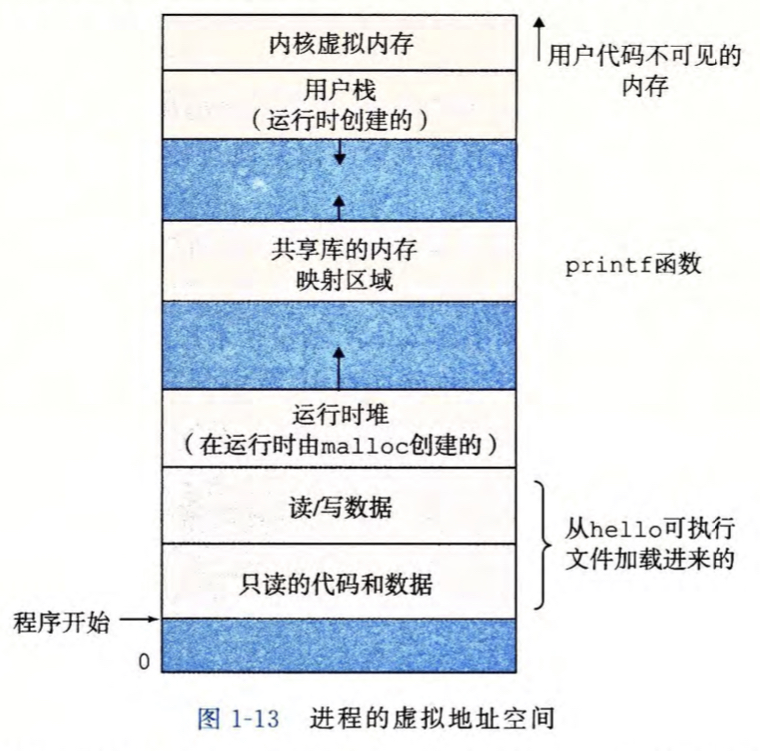 内核虚拟内存
用户代码不可见的
内存
用户栈
（运行时创建的）
共享库的内存
映射区域
printf函数
运行时堆
（在运行时由malloc创建的）
读/写数据
从hello可执行
文件加载进来的
只读的代码和数据
程序开始
0
图 1-13 进程的虚拟地址空间